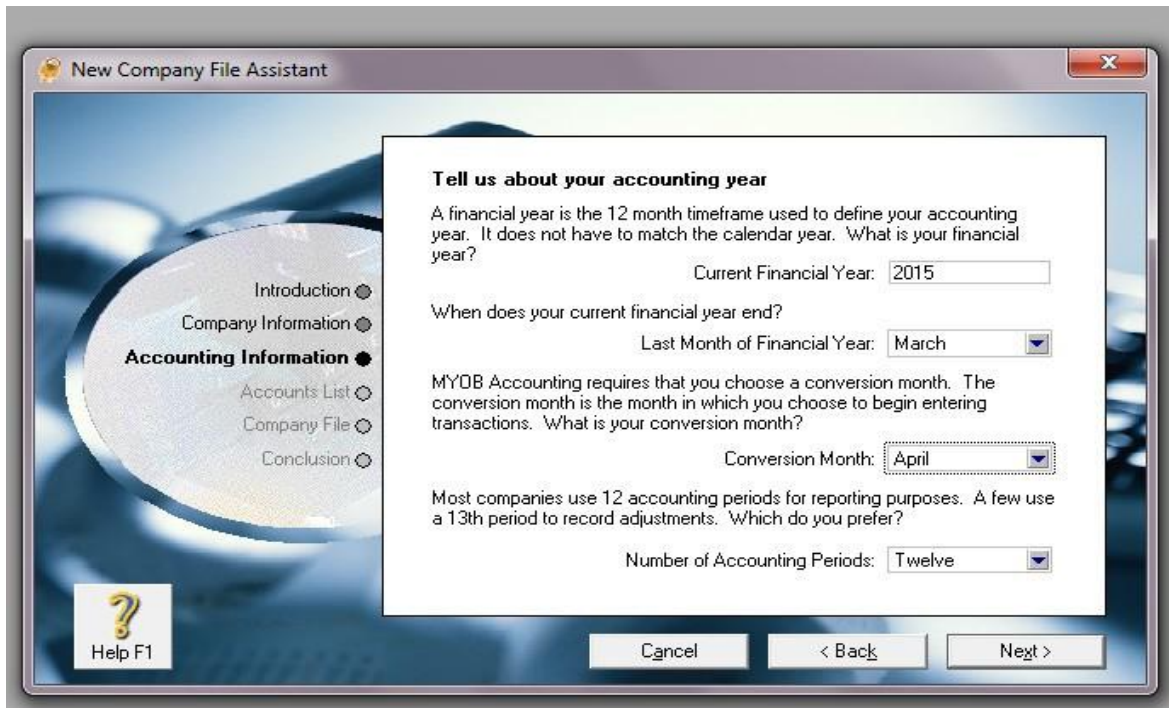 New Company File Assistant
X
Tell us about your accounting year
A financial year is the 12 month timeframe used to define your accounting
year. It does not have to match the calendar year. What is your financial
year?
Current Financial Year: 2015
When does your current financial year end?
Last Month of Financial Year: March
MYOB Accounting requires that you choose a conversion month. The
conversion month is the month in which you choose to begin entering
transactions. What is your conversion month?
Conversion Month: April
Most companies use 12 accounting periods for reporting purposes. A few use
a 13th period to record adjustments. Which do you prefer?
Number of Accounting Periods: Twelve
Introduction
Company Information
Accounting Information
Accounts List
Company File
Conclusion
?
Help F1
Cancel
< Back
Next >